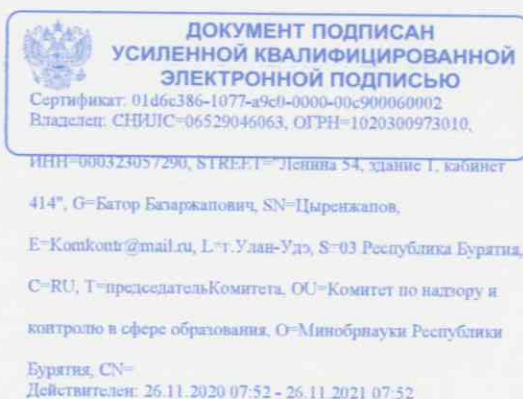 ДОКУМЕНТ ПОДПИСАН
УСИЛЕННОЙ КВАЛИФИЦИРОВАННОЙ
ЭЛЕКТРОННОЙ ПОДПИСЬЮ
Сертификат: 01d6c386-1077-a9c0-0000-00c900060002
Владелец: СНИЛС=06529046063, ОГРН=1020300973010,
ИНН=000323057290, STREET="Ленина 54, здание 1, кабинет
414", G=Батор Базаржапович, SN=Цыренжапов,
E=Komkontr@mail.ru, L=г.Улан-Удэ, S=03 Республика Бурятия,
C=RU, T=председательКомитета, OU=Комитет по надзору и
контролю в сфере образования, O=Минобрнауки Республики
Бурятия, CN=
Действителен: 26.11.2020 07:52 - 26.11.2021 07:52